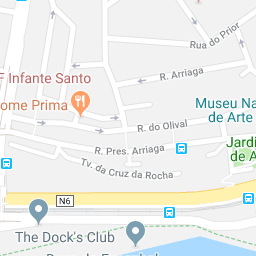 Rua do Prior
F Infante Santo
R. Arriaga
ome Prima
Museu Na
de Arte
R. do Olival
Jardi
de A
R. Pres. Arriaga
Tv. da Cruz da Rocha
N6
The Dock's Club